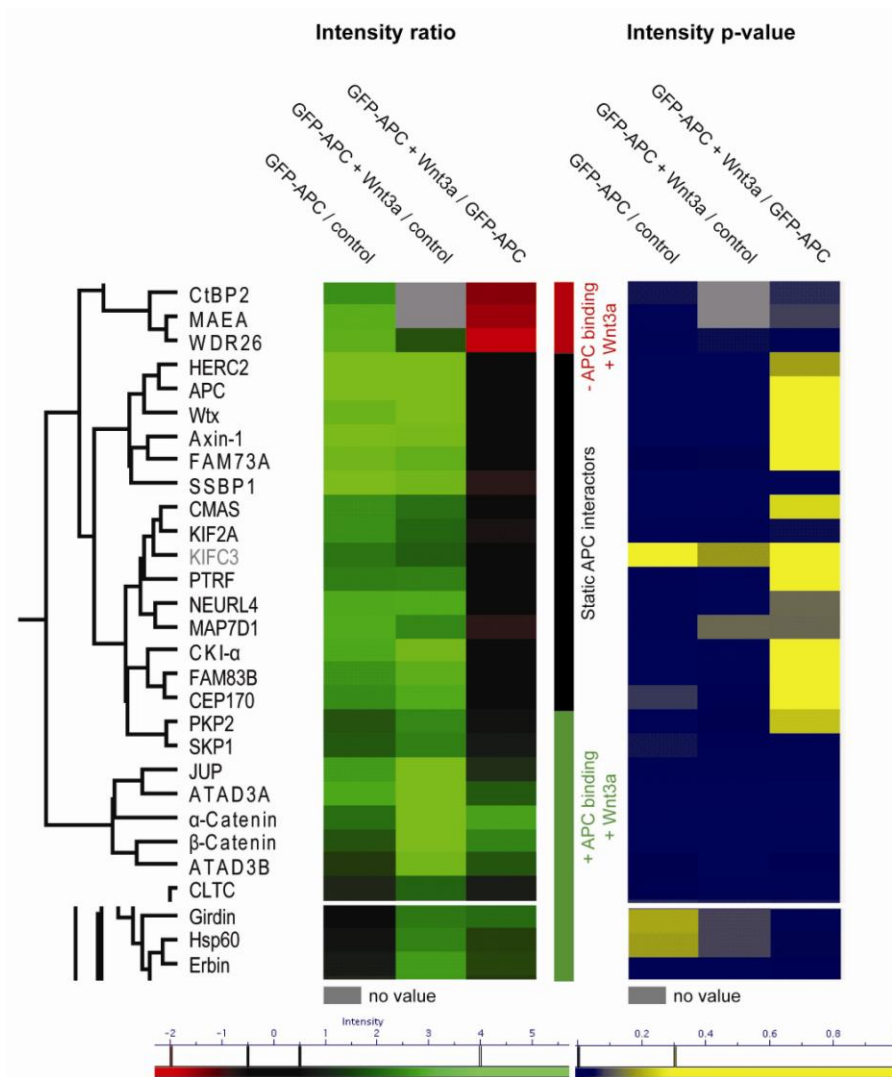 Intensity ratio
Intensity p-value
GFP-APC / control
GFP-APC + Wnt3a / control
GFP-APC + Wnt3a / GFP-APC
GFP-APC / control
GFP-APC + Wnt3a / control
GFP-APC + Wnt3a / GFP-APC
CtBP2
MAEA
WDR26
HERC2
APC
Wtx
Axin-1
FAM73A
SSBP1
CMAS
KIF2A
KIFC3
PTRF
NEURL4
MAP7D1
CKI-α
FAM83B
CEP170
PKP2
SKP1
JUP
ATAD3A
α-Catenin
β-Catenin
ATAD3B
CLTC
Girdin
Hsp60
Erbin
- APC binding
+ Wnt3a
Static APC interactors
+ APC binding
+ Wnt3a
no value
no value
Intensity
-2 -1 0 1 2 3 4 5
0.2 0.4 0.6 0.8